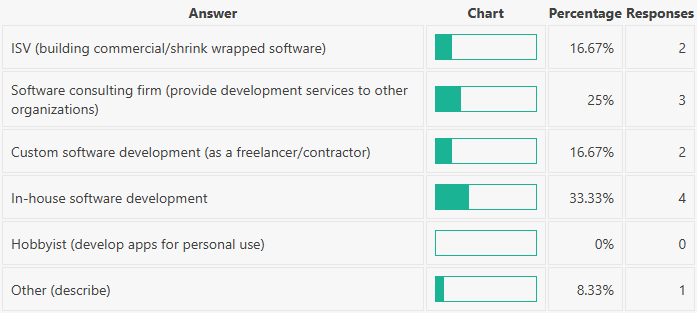 Answer Chart Percentage Responses
ISV (building commercial/shrink wrapped software) 16.67% 2
Software consulting firm (provide development services to other
organizations) 25% 3
Custom software development (as a freelancer/contractor) 16.67% 2
In-house software development 33.33% 4
Hobbyist (develop apps for personal use) 0% 0
Other (describe) 8.33% 1